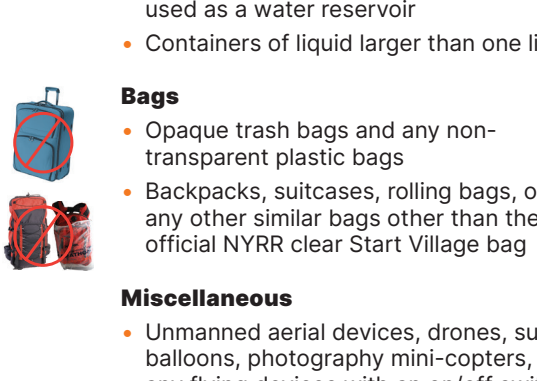 used as a water reservoir
• Containers of liquid larger than one
Bags
• Opaque trash bags and any non-
transparent plastic bags
• Backpacks, suitcases, rolling bags,
any other similar bags other than the
official NYRR clear Start Village bag
Miscellaneous
• Unmanned aerial devices, drones,
balloons, photography mini-copters,